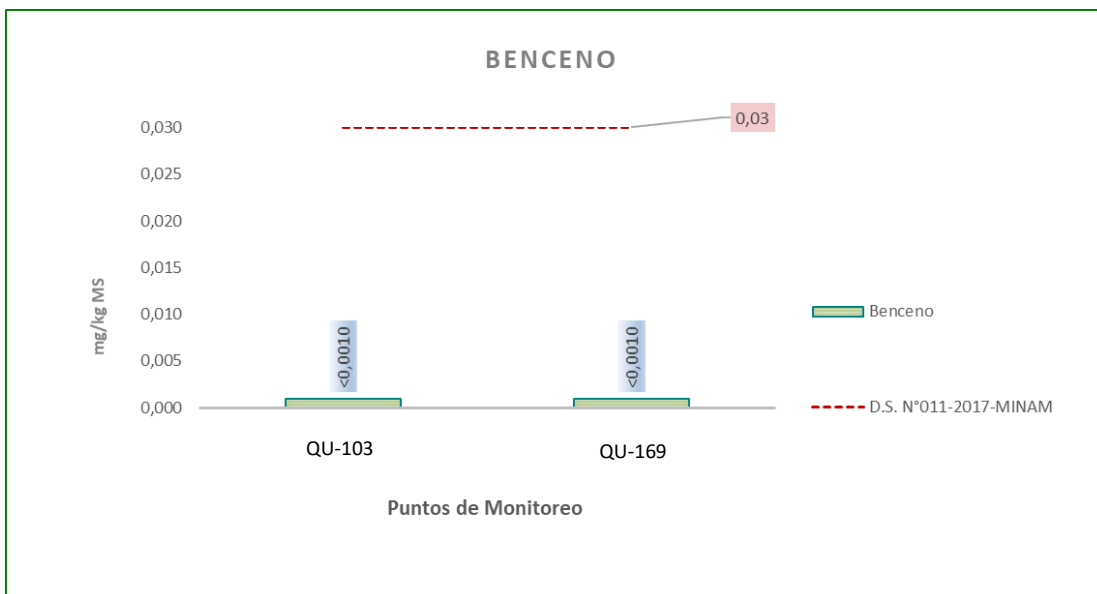 BENCENO
0,03
0,030
0,025
0,020
0,015
0,010
0,005
0,000
mg/kg MS
<0,0010
<0,0010
QU-103
QU-169
Puntos de Monitoreo
Benceno
D.S. N°011-2017-MINAM